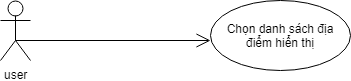 Chọn danh sách địa
điểm hiển thị
user